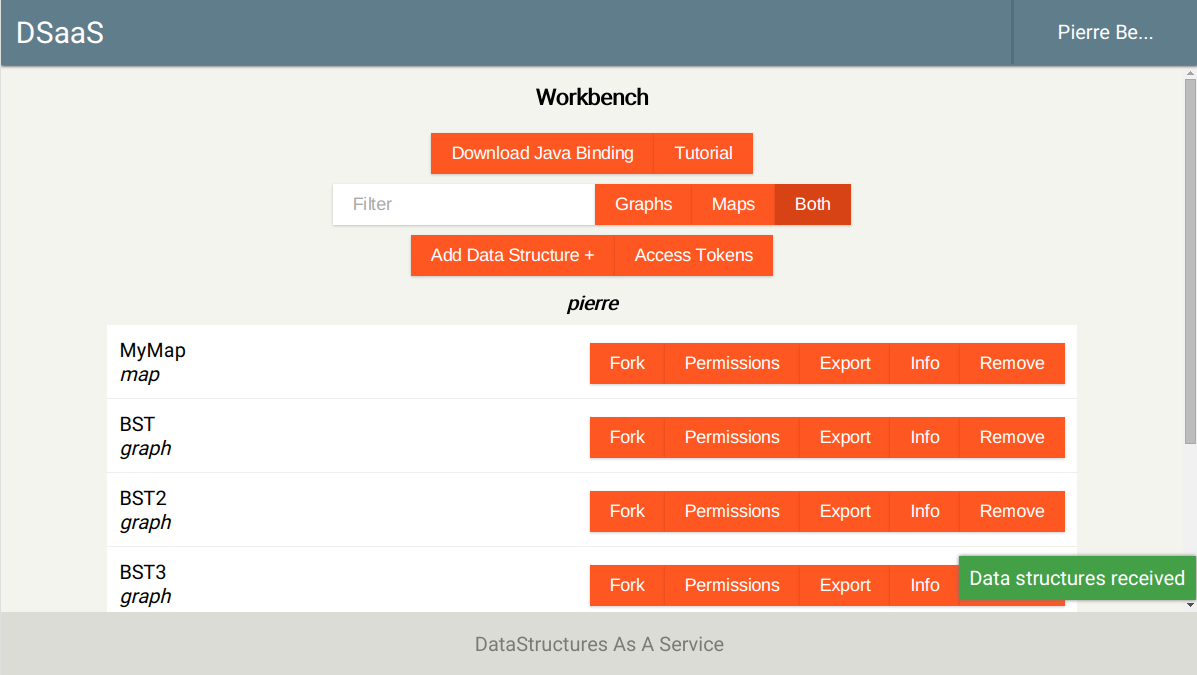 DSaaS Pierre Be...
Workbench
Download Java Binding Tutorial
Filter Graphs Maps Both
Add Data Structure + Access Tokens
pierre
MyMap
map
Fork Permissions Export Info Remove
BST
graph
Fork Permissions Export Info Remove
BST2
graph
Fork Permissions Export Info Remove
BST3
graph
Fork Permissions Export Info
Data structures received
DataStructures As A Service